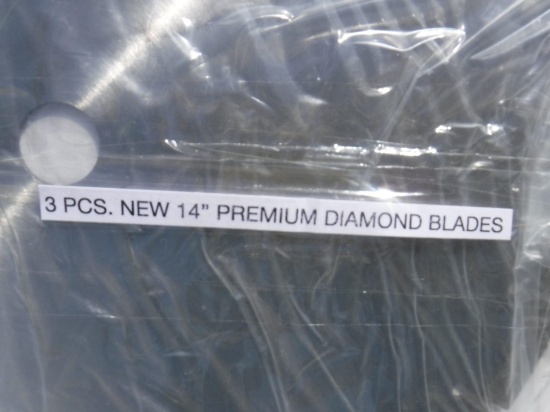 3 PCS. NEW 14” PREMIUM DIAMOND BLADES